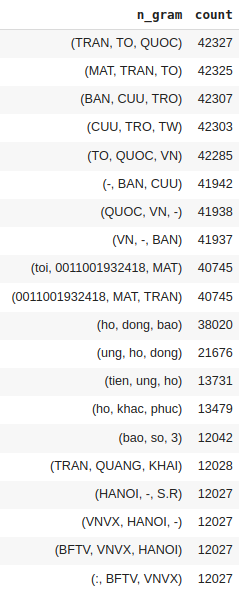 n_gram count
(TRAN, TO, QUOC) 42327
(MAT, TRAN, TO) 42325
(BAN, CUU, TRO) 42307
(CUU, TRO, TW) 42303
(TO, QUOC, VN) 42285
(-, BAN, CUU) 41942
(QUOC, VN, -) 41938
(VN, -, BAN) 41937
(toi, 0011001932418, MAT) 40745
(0011001932418, MAT, TRAN) 40745
(ho, dong, bao) 38020
(ung, ho, dong) 21676
(tien, ung, ho) 13731
(ho, khac, phuc) 13479
(bao, so, 3) 12042
(TRAN, QUANG, KHAI) 12028
(HANOI, -, S.R) 12027
(VNVX, HANOI, -) 12027
(BFTV, VNVX, HANOI) 12027
(:, BFTV, VNVX) 12027